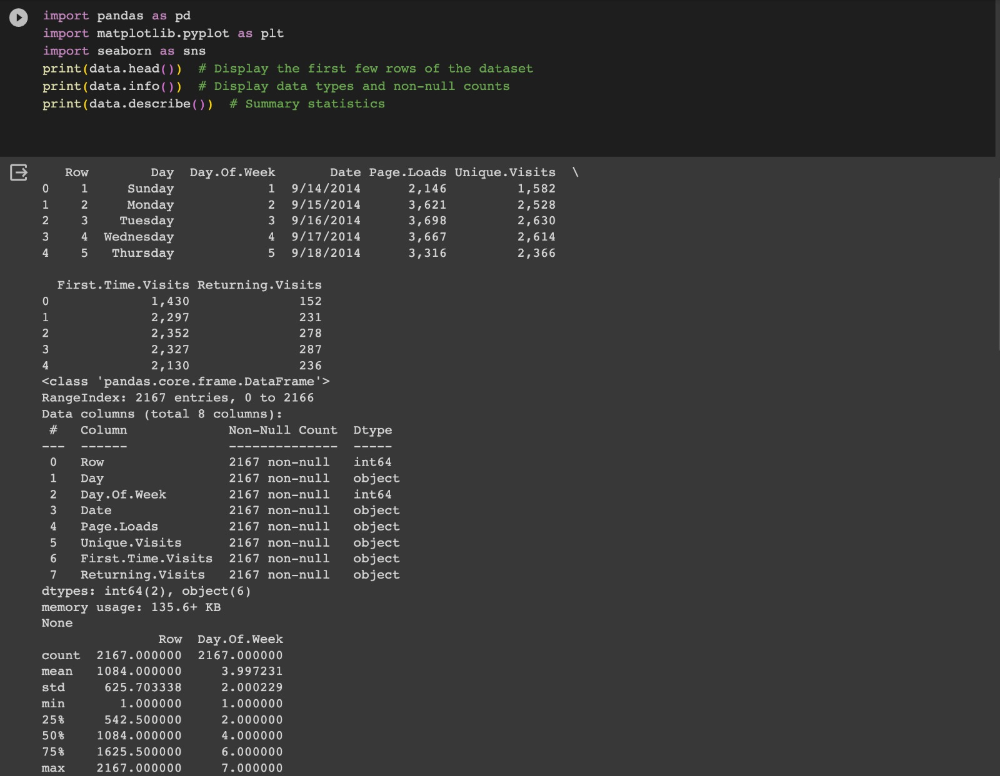 import pandas as pd
import matplotlib.pyplot as plt
import seaborn as sns
print(data.head())  # Display the first few rows of the dataset
print(data.info())  # Display data types and non-null counts
print(data.describe())  # Summary statistics
   Row        Day  Day.Of.Week       Date Page.Loads Unique.Visits  \
0    1     Sunday            1  9/14/2014      2,146         1,582
1    2     Monday            2  9/15/2014      3,621         2,528
2    3    Tuesday            3  9/16/2014      3,698         2,630
3    4  Wednesday            4  9/17/2014      3,667         2,614
4    5   Thursday            5  9/18/2014      3,316         2,366
  First.Time.Visits Returning.Visits
0             1,430              152
1             2,297              231
2             2,352              278
3             2,327              287
4             2,130              236
<class 'pandas.core.frame.DataFrame'>
RangeIndex: 2167 entries, 0 to 2166
Data columns (total 8 columns):
 #   Column             Non-Null Count  Dtype
---  ------             --------------  -----
 0   Row                2167 non-null   int64
 1   Day                2167 non-null   object
 2   Day.Of.Week        2167 non-null   int64
 3   Date               2167 non-null   object
 4   Page.Loads         2167 non-null   object
 5   Unique.Visits      2167 non-null   object
 6   First.Time.Visits  2167 non-null   object
 7   Returning.Visits   2167 non-null   object
dtypes: int64(2), object(6)
memory usage: 135.6+ KB
None
               Row  Day.Of.Week
count  2167.000000  2167.000000
mean   1084.000000     3.997231
std     625.703338     2.000229
min       1.000000     1.000000
25%     542.500000     2.000000
50%    1084.000000     4.000000
75%    1625.500000     6.000000
max    2167.000000     7.000000